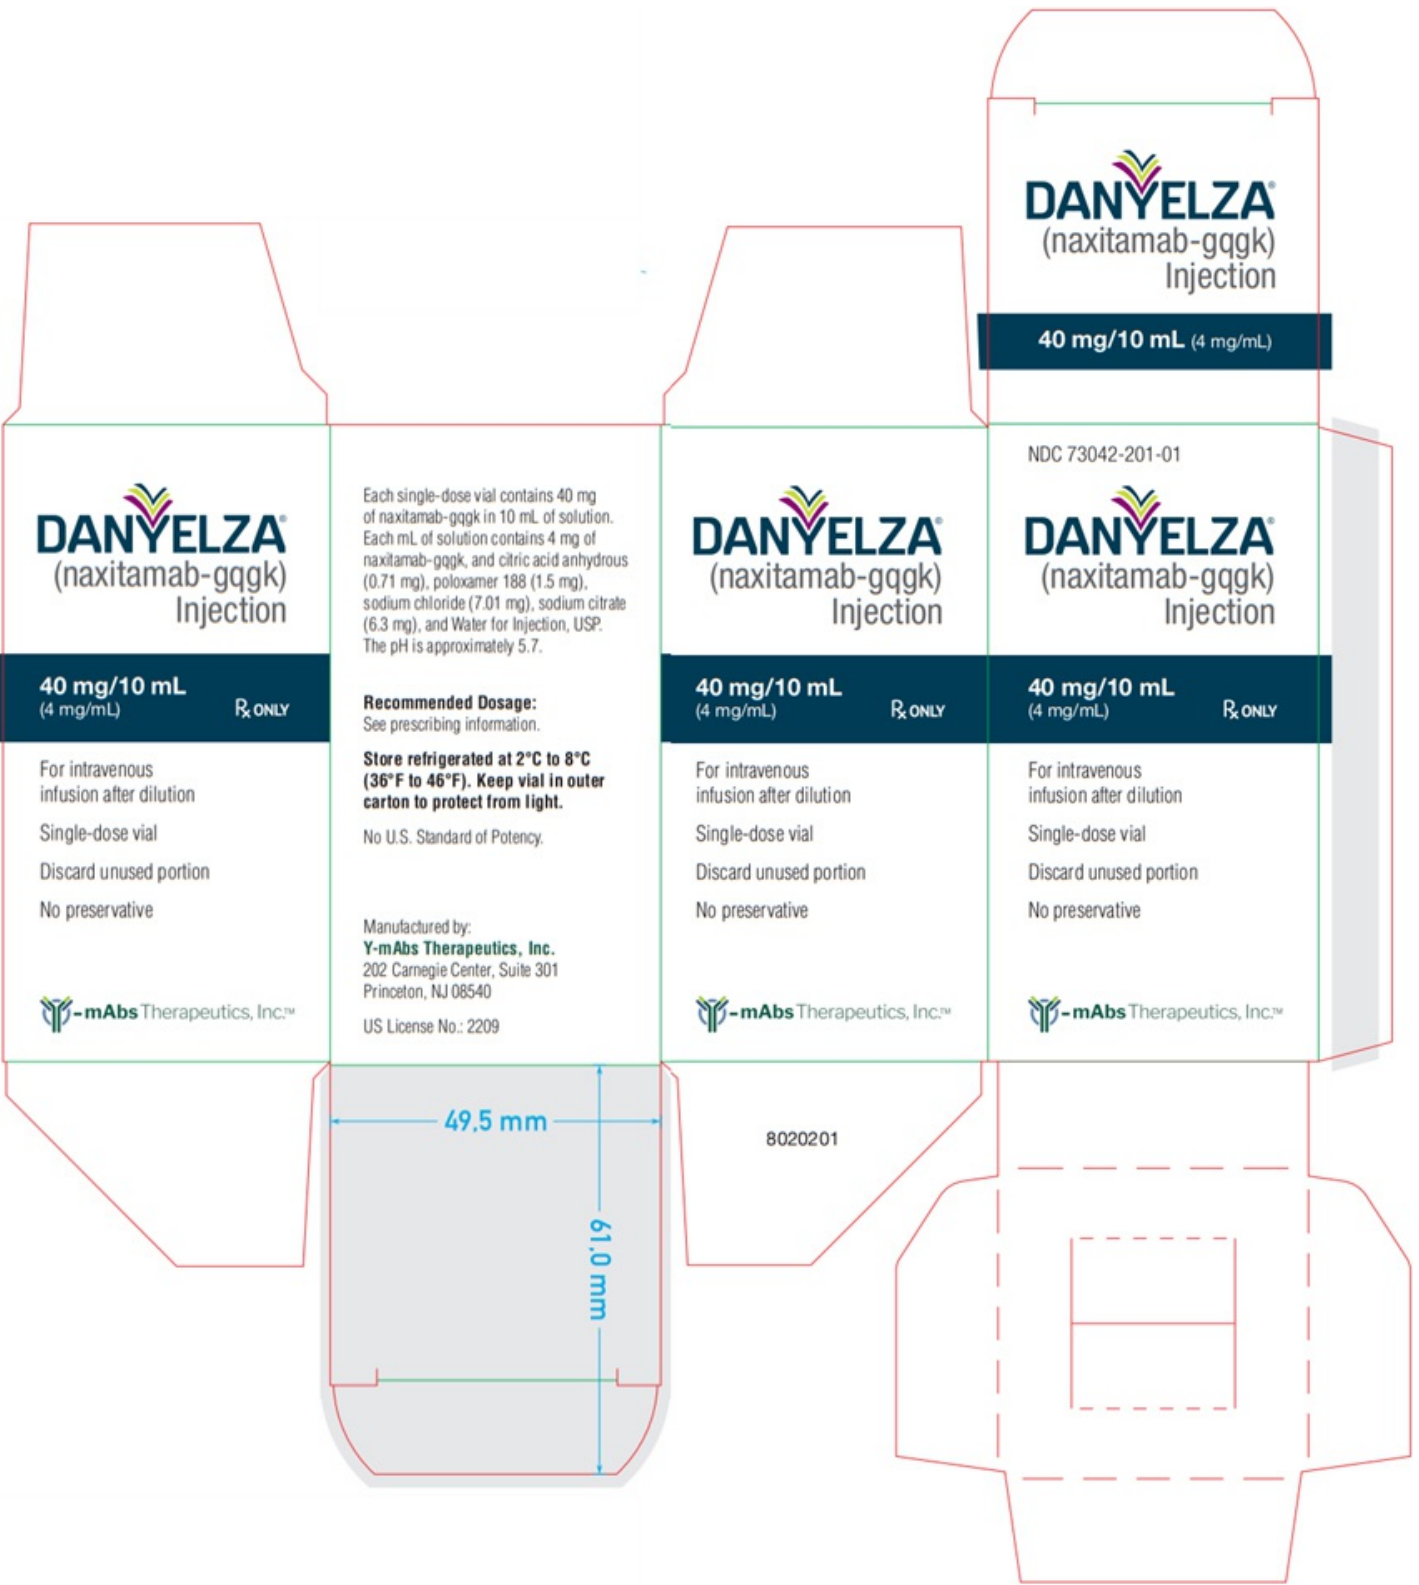 DANYELZA®
(naxitamab-gqgk)
Injection
40 mg/10 mL (4 mg/mL)
DANYELZA®
(naxitamab-gqgk)
Injection
40 mg/10 mL
(4 mg/mL)
Rx ONLY
For intravenous
infusion after dilution
Single-dose vial
Discard unused portion
No preservative
Y-mAbs Therapeutics, Inc.™
Each single-dose vial contains 40 mg
of naxitamab-gqgk in 10 mL of solution.
Each mL of solution contains 4 mg of
naxitamab-gqgk, and citric acid anhydrous
(0.71 mg), poloxamer 188 (1.5 mg),
sodium chloride (7.01 mg), sodium citrate
(6.3 mg), and Water for Injection, USP.
The pH is approximately 5.7.
Recommended Dosage:
See prescribing information.
Store refrigerated at 2°C to 8°C
(36°F to 46°F). Keep vial in outer
carton to protect from light.
No U.S. Standard of Potency.
Manufactured by:
Y-mAbs Therapeutics, Inc.
202 Carnegie Center, Suite 301
Princeton, NJ 08540
US License No.: 2209
49,5 mm
61,0 mm
DANYELZA®
(naxitamab-gqgk)
Injection
40 mg/10 mL
(4 mg/mL)
Rx ONLY
For intravenous
infusion after dilution
Single-dose vial
Discard unused portion
No preservative
Y-mAbs Therapeutics, Inc.™
8020201
NDC 73042-201-01
DANYELZA®
(naxitamab-gqgk)
Injection
40 mg/10 mL
(4 mg/mL)
Rx ONLY
For intravenous
infusion after dilution
Single-dose vial
Discard unused portion
No preservative
Y-mAbs Therapeutics, Inc.™